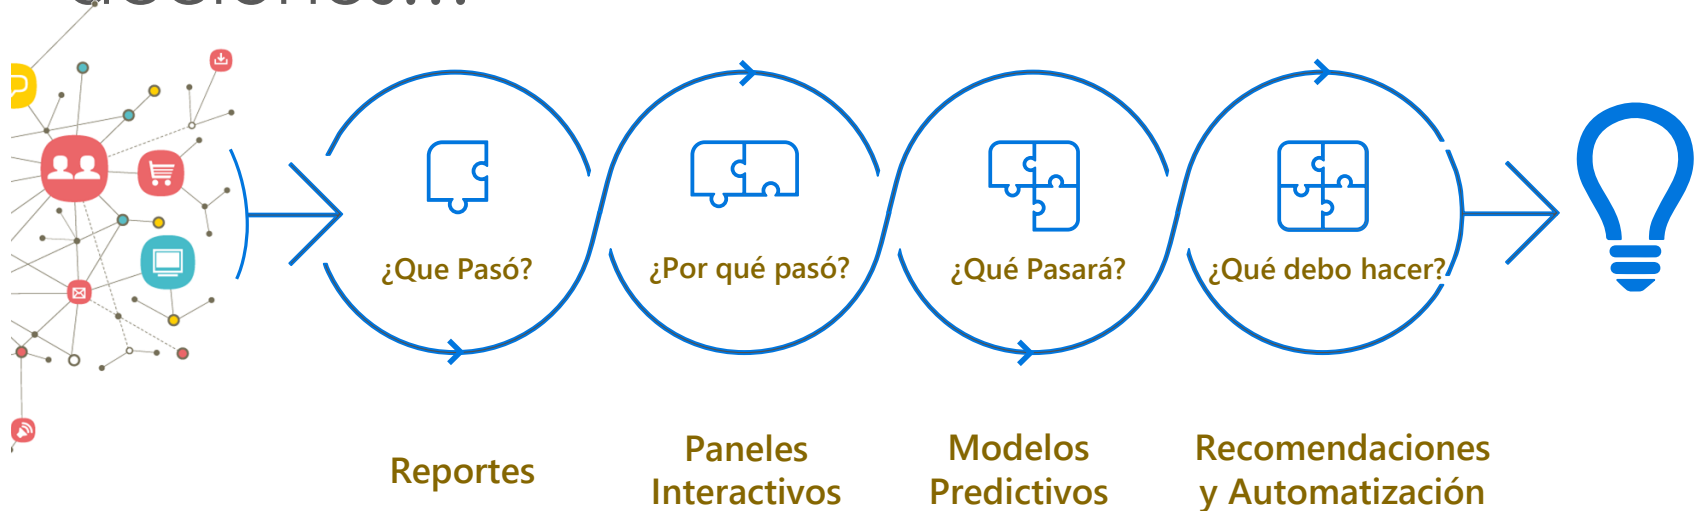 ¿Que Pasó?
¿Por qué pasó?
¿Qué Pasará?
¿Qué debo hacer?
Reportes
Paneles
Interactivos
Modelos
Predictivos
Recomendaciones
y Automatización